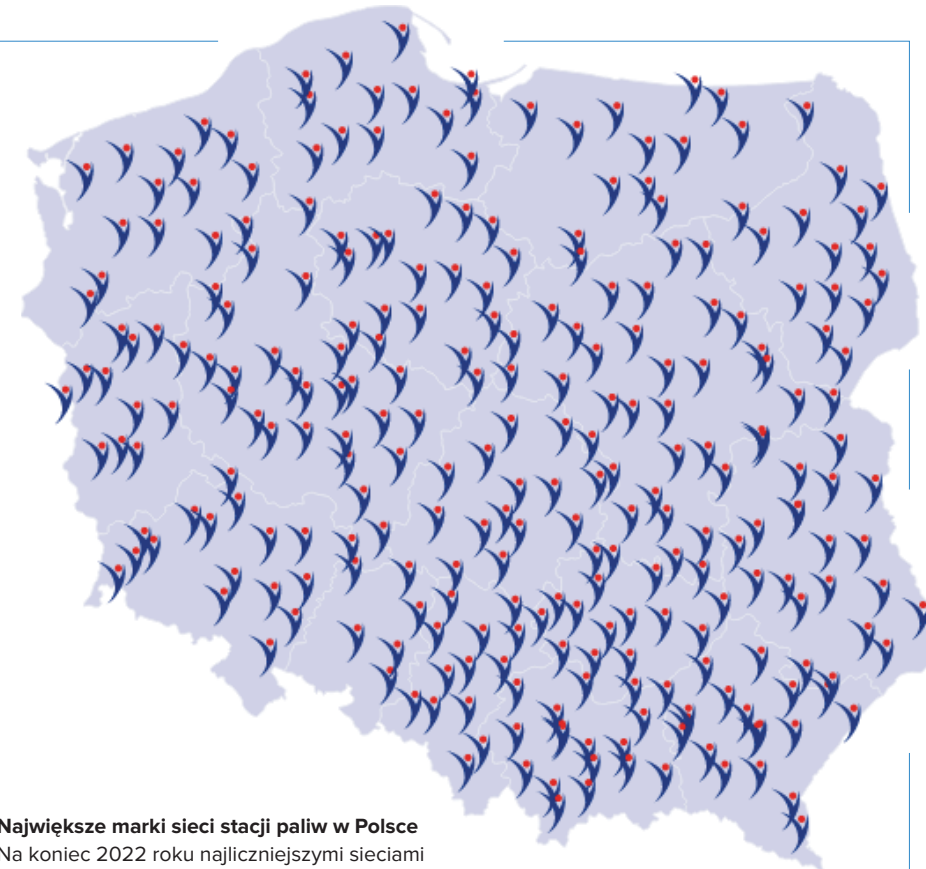 Największe marki sieci stacji paliw w Polsce
Na koniec 2022 roku najliczniejszymi sieciami